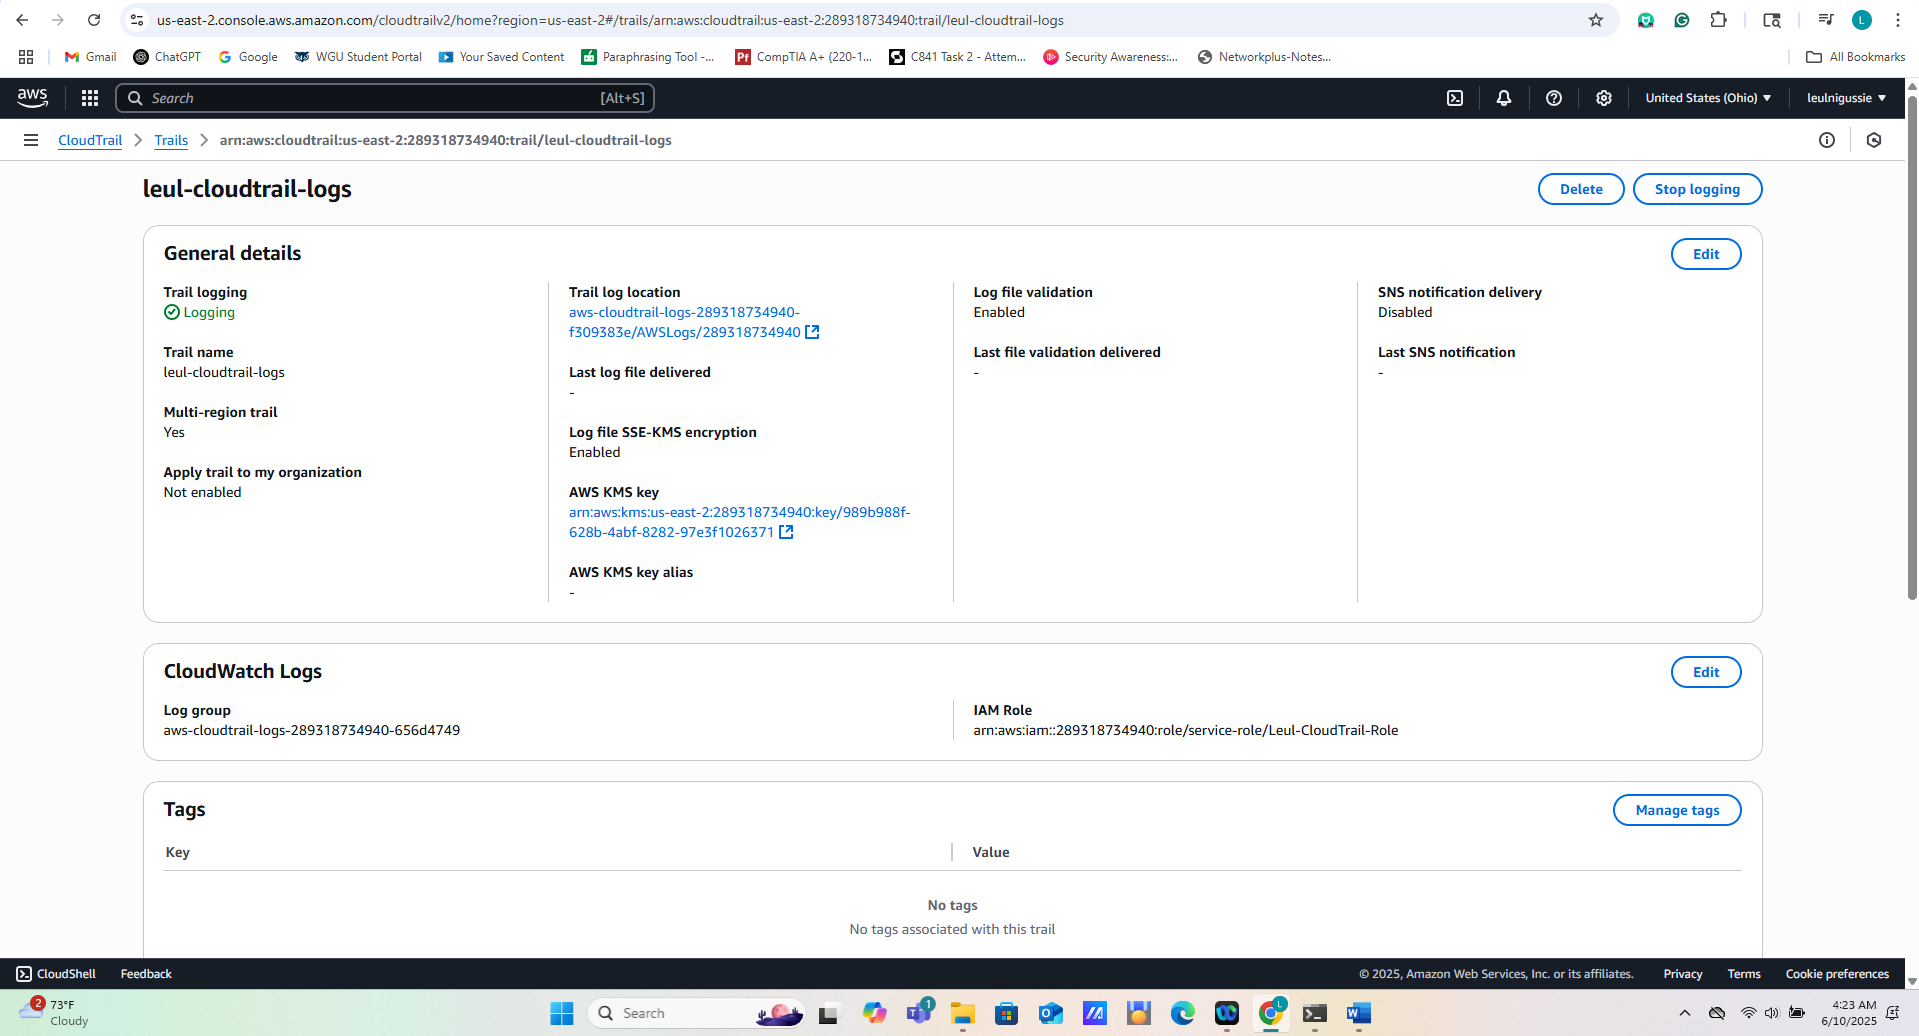 us-east-2.console.aws.amazon.com/cloudtrailv2/home?region=us-east-2#/trails/arn:aws:cloudtrail:us-east-2:289318734940:trail/leul-cloudtrail-logs
L
Gmail
ChatGPT
Google
WGU Student Portal
Your Saved Content
Paraphrasing Tool -...
Pf
CompTIA A+ (220-1...
C841 Task 2 - Attem...
Security Awareness:...
Networkplus-Notes...
All Bookmarks
aws
Search
[Alt+S]
United States (Ohio)
leulnigussie
CloudTrail
Trails
arn:aws:cloudtrail:us-east-2:289318734940:trail/leul-cloudtrail-logs
leul-cloudtrail-logs
Delete
Stop logging
General details
Edit
Trail logging
Logging
Trail name
leul-cloudtrail-logs
Multi-region trail
Yes
Apply trail to my organization
Not enabled
Trail log location
aws-cloudtrail-logs-289318734940-
f309383e/AWSLogs/289318734940
Last log file delivered
-
Log file SSE-KMS encryption
Enabled
AWS KMS key
arn:aws:kms:us-east-2:289318734940:key/989b988f-
628b-4abf-8282-97e3f1026371
AWS KMS key alias
-
Log file validation
Enabled
Last file validation delivered
-
SNS notification delivery
Disabled
Last SNS notification
-
CloudWatch Logs
Edit
Log group
aws-cloudtrail-logs-289318734940-656d4749
IAM Role
arn:aws:iam::289318734940:role/service-role/Leul-CloudTrail-Role
Tags
Manage tags
Key
Value
No tags
No tags associated with this trail
CloudShell
Feedback
© 2025, Amazon Web Services, Inc. or its affiliates.
Privacy
Terms
Cookie preferences
2
73°F
Cloudy
Search
1
L
4:23 AM
6/10/2025